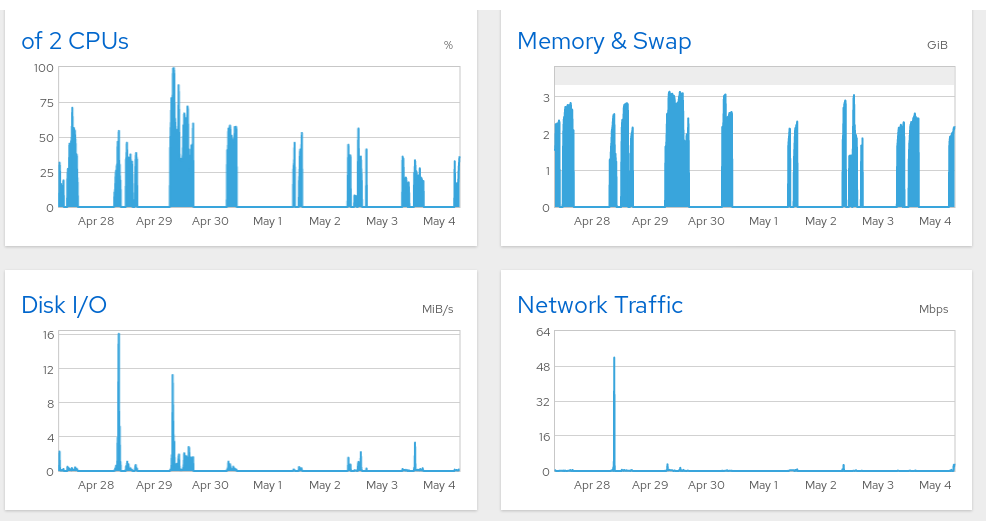 of 2 CPUs
%
100
75
50
25
0
Apr 28 Apr 29 Apr 30 May 1 May 2 May 3 May 4
Memory & Swap
GiB
3
2
1
0
Apr 28 Apr 29 Apr 30 May 1 May 2 May 3 May 4
Disk I/O
MiB/s
16
12
8
4
0
Apr 28 Apr 29 Apr 30 May 1 May 2 May 3 May 4
Network Traffic
Mbps
64
48
32
16
0
Apr 28 Apr 29 Apr 30 May 1 May 2 May 3 May 4